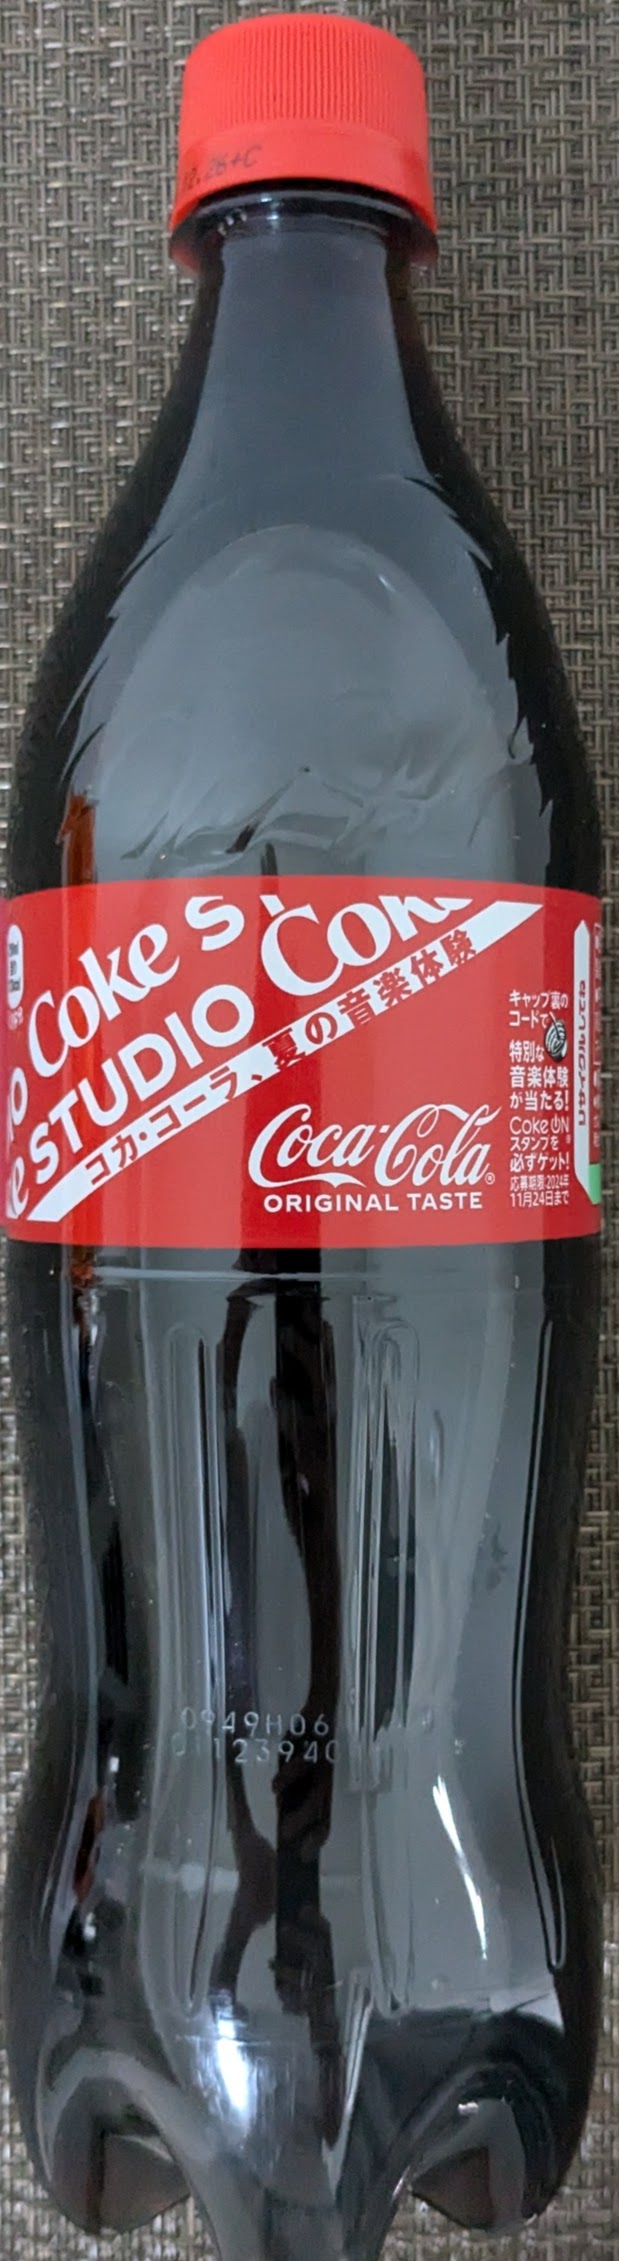 Coke
STUDIO
コカ・コーラ、夏の音楽体験
Coca-Cola®
ORIGINAL TASTE
キャップ裏の
コードで
特別な
音楽体験
が当たる!
Coke ON
スタンプを
必ずゲット!
応募期限:2024年
11月24日まで
0949H06